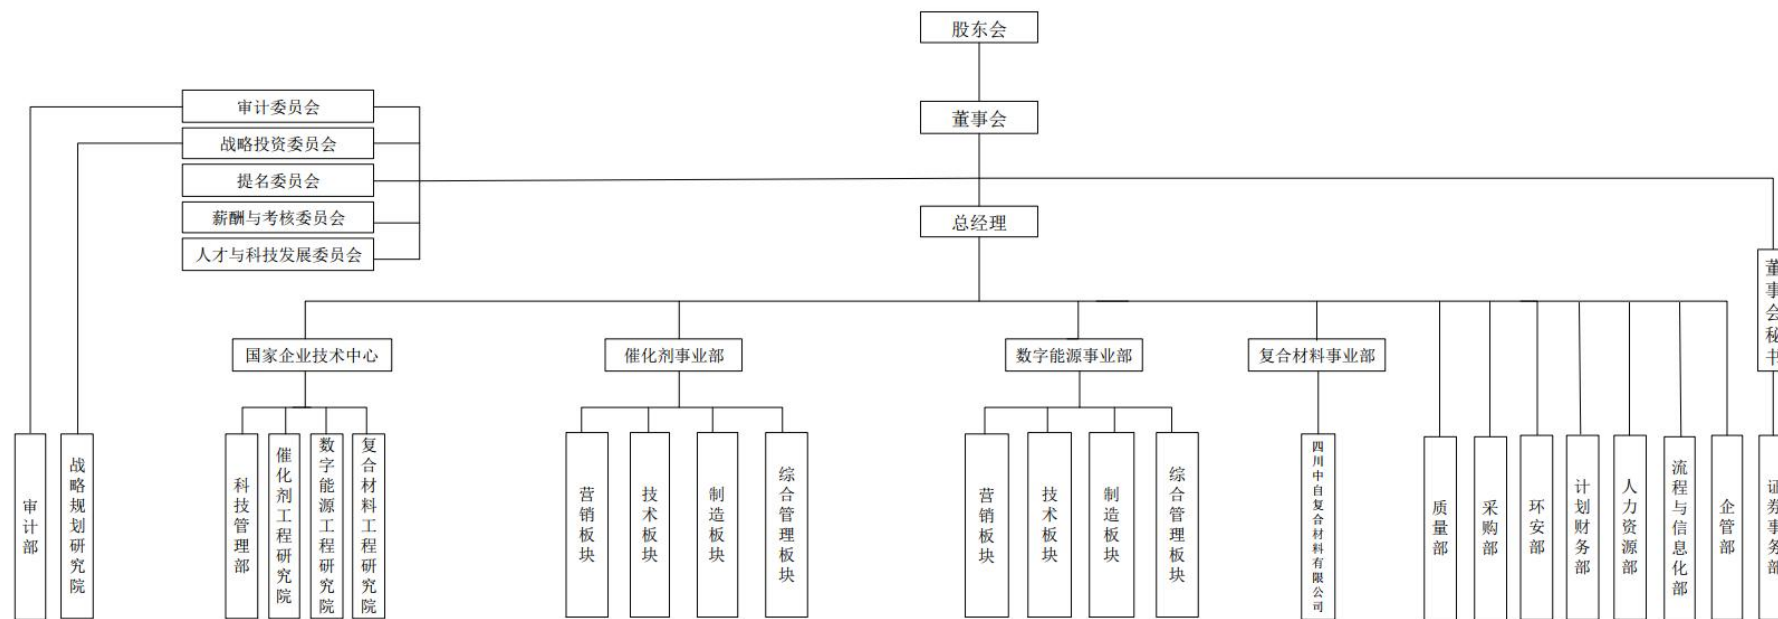 股东会
董事会
审计委员会
战略投资委员会
提名委员会
薪酬与考核委员会
人才与科技发展委员会
总经理
董事会秘书
国家企业技术中心
催化剂事业部
数字能源事业部
复合材料事业部
审计部
战略规划研究院
科技管理部
催化剂工程研究院
数字能源工程研究院
复合材料工程研究院
营销板块
技术板块
制造板块
综合管理板块
营销板块
技术板块
制造板块
综合管理板块
四川中自复合材料有限公司
质量部
采购部
环安部
计划财务部
人力资源部
流程与信息化部
企管部
证券事务部